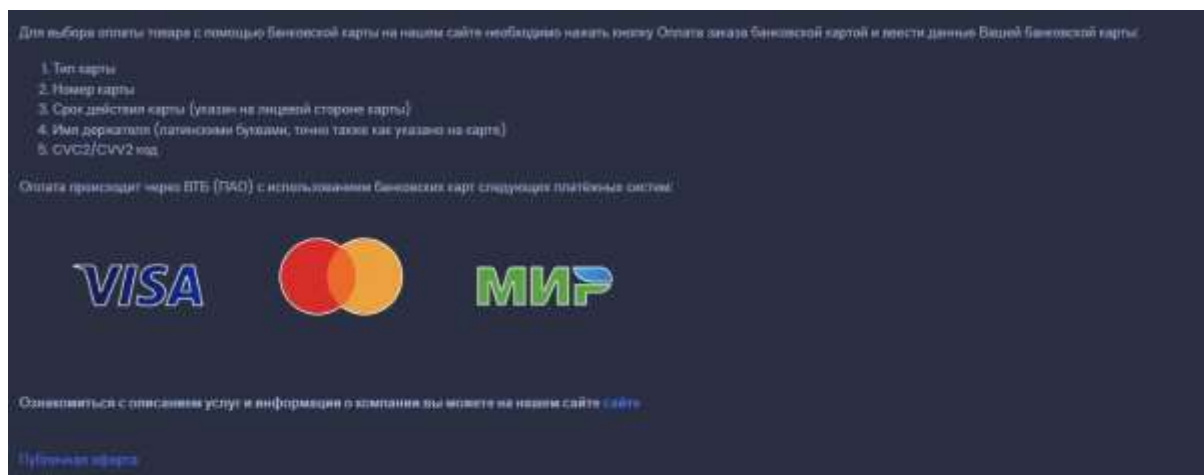 Для выбора оплаты товара с помощью банковской карты на нашем сайте необходимо нажать кнопку Оплата заказа банковской картой и ввести данные Вашей банковской карты:
1. Тип карты
2. Номер карты
3. Срок действия карты (указан на лицевой стороне карты)
4. Имя держателя (латинскими буквами, точно также как указано на карте)
5. CVC2/CVV2 код
Оплата происходит через ВТБ (ПАО) с использованием банковских карт следующих платёжных систем:
VISA МИР
Ознакомиться с описанием услуг и информация о компании вы можете на нашем сайте сайте
Публичная оферта